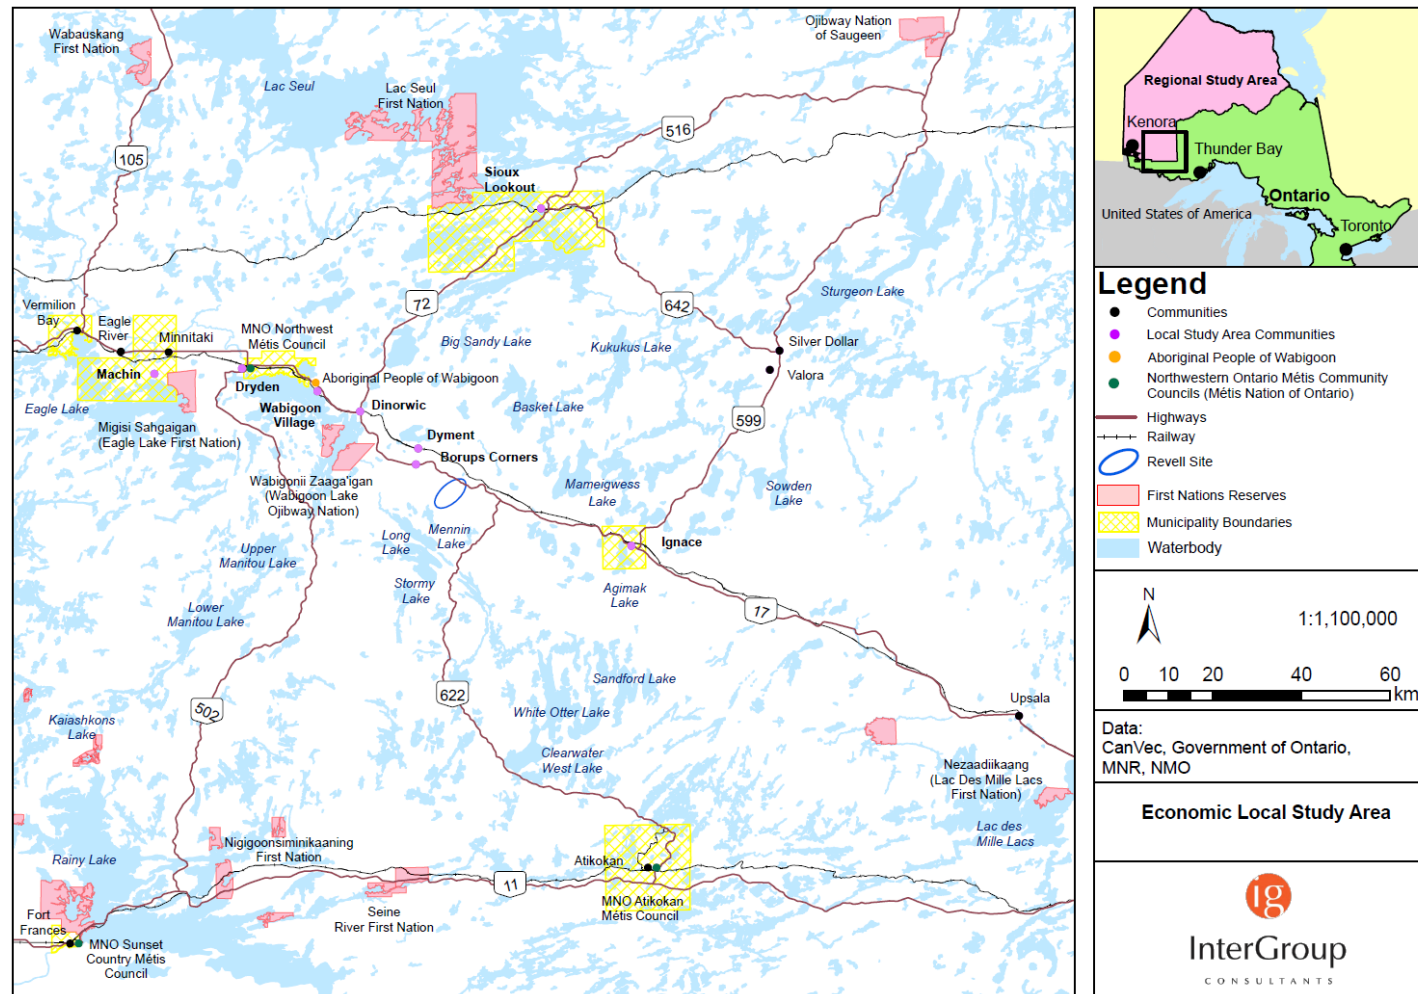 Wabauskang
First Nation
Ojibway Nation
of Saugeen
Lac Seul
Lac Seul
First Nation
105
516
Sioux
Lookout
72
642
Sturgeon Lake
Vermilion
Bay
Eagle
River
Minnitaki
MNO Northwest
Métis Council
Big Sandy Lake
Kukukus Lake
Silver Dollar
Valora
Machin
Dryden
Aboriginal People of Wabigoon
Eagle Lake
Wabigoon
Village
Dinorwic
Basket Lake
599
Migisi Sahgaigan
(Eagle Lake First Nation)
Dyment
Borups Corners
Wabigonii Zaaga'igan
(Wabigoon Lake
Ojibway Nation)
Mameigwess
Lake
Sowden
Lake
Long
Lake
Mennin
Lake
Ignace
Upper
Manitou Lake
Stormy
Lake
Agimak
Lake
Lower
Manitou Lake
17
Sandford Lake
622
502
White Otter Lake
Upsala
Kaiashkons
Lake
Clearwater
West Lake
Nezaadiikaang
(Lac Des Mille Lacs
First Nation)
Lac des
Mille Lacs
Nigigoonsiminikaaning
First Nation
Rainy Lake
Atikokan
11
MNO Atikokan
Métis Council
Seine
River First Nation
Fort
Frances
MNO Sunset
Country Métis
Council
Regional Study Area
Kenora
Thunder Bay
Ontario
United States of America
Toronto
Legend
Communities
Local Study Area Communities
Aboriginal People of Wabigoon
Northwestern Ontario Métis Community
Councils (Métis Nation of Ontario)
Highways
Railway
Revell Site
First Nations Reserves
Municipality Boundaries
Waterbody
N
1:1,100,000
0 10 20 40 60
km
Data:
CanVec, Government of Ontario,
MNR, NMO
Economic Local Study Area
ig
InterGroup
CONSULTANTS